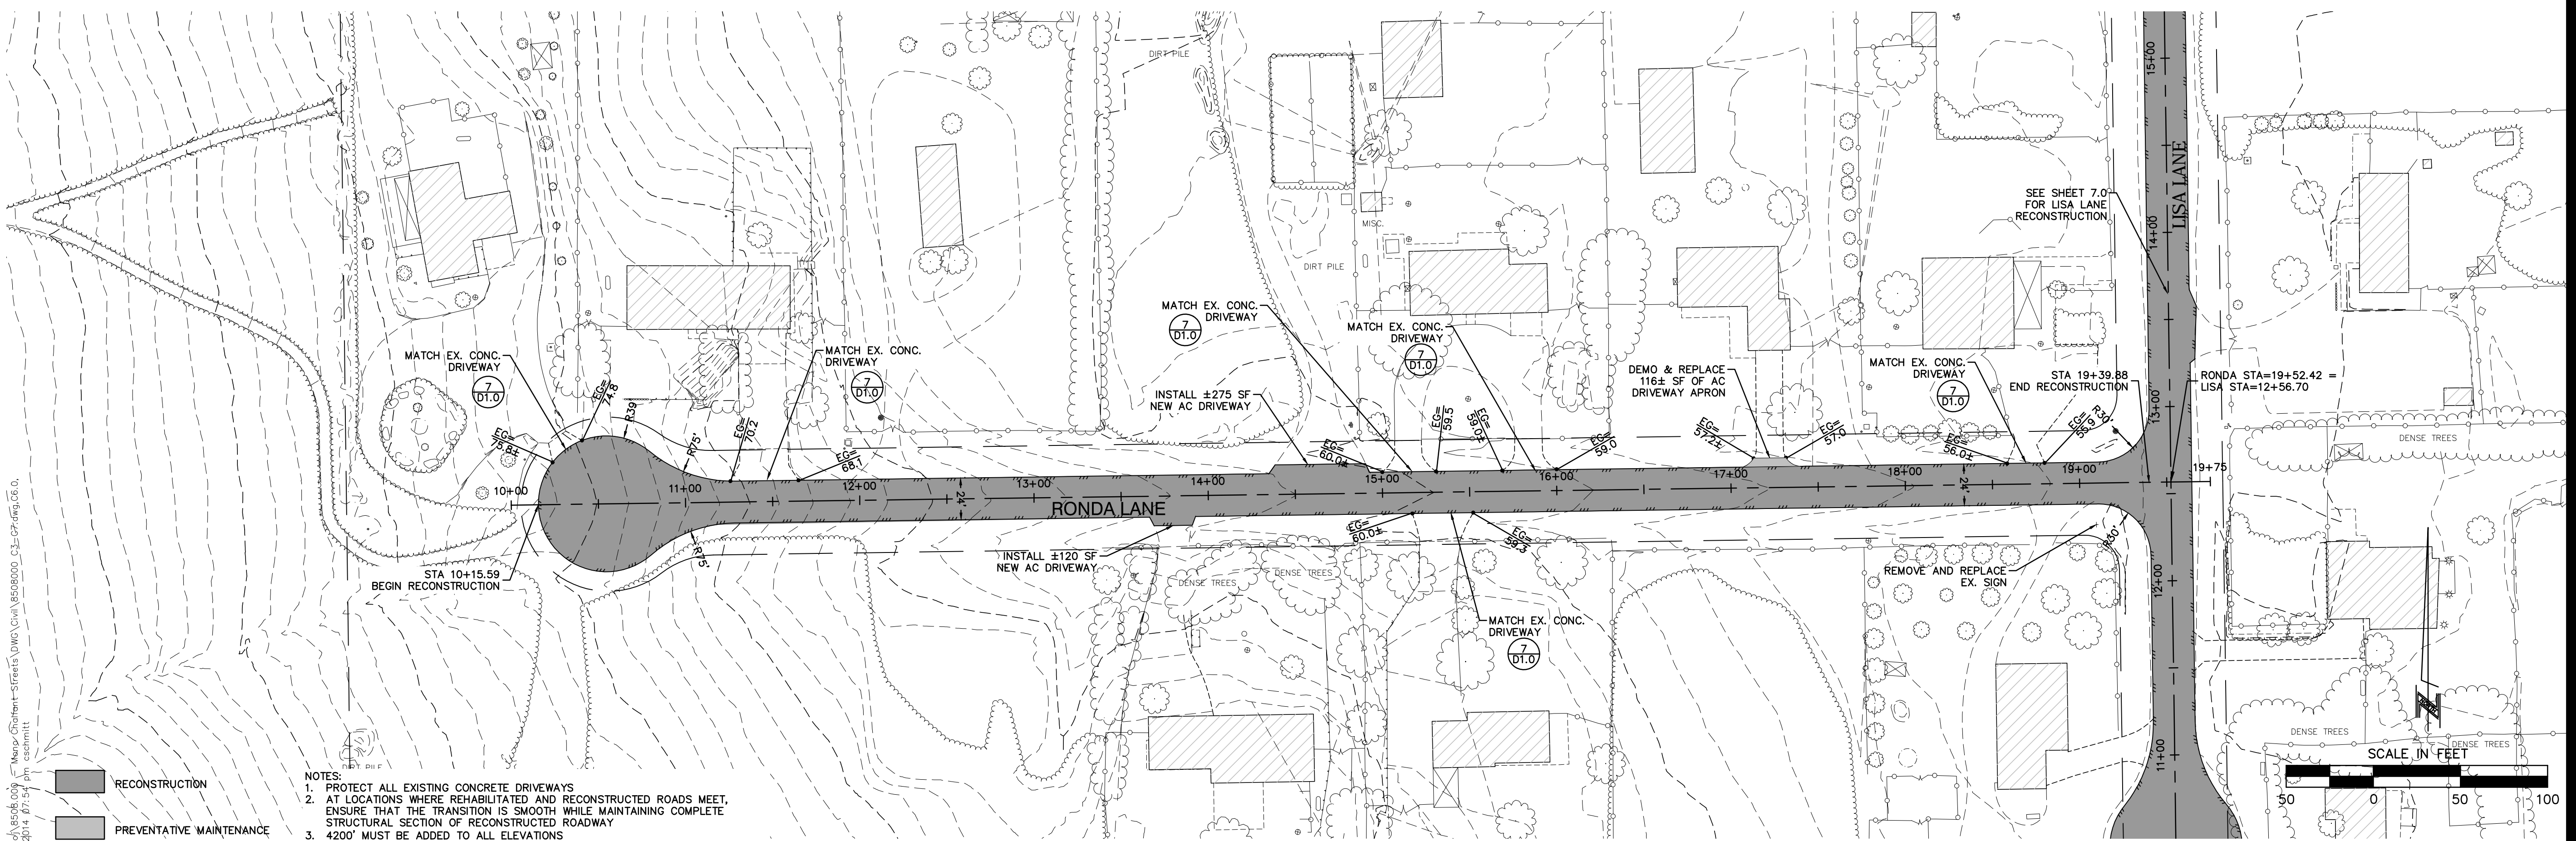 DIRT PILE
15+00
LISA LANE
SEE SHEET 7.0
FOR LISA LANE
RECONSTRUCTION
14+00
MISC.
DIRT PILE
MATCH EX. CONC.
DRIVEWAY
7
D1.0
MATCH EX. CONC.
DRIVEWAY
7
D1.0
MATCH EX. CONC.
DRIVEWAY
7
D1.0
MATCH EX. CONC.
DRIVEWAY
7
D1.0
DEMO & REPLACE
116± SF OF AC
DRIVEWAY APRON
MATCH EX. CONC.
DRIVEWAY
7
D1.0
STA 19+39.88
END RECONSTRUCTION
RONDA STA=19+52.42 =
LISA STA=12+56.70
INSTALL ±275 SF
NEW AC DRIVEWAY
EG=
75.8±
EG=
74.8
R39'
R75'
EG=
70.2
EG=
68.1
EG=
60.0±
EG=
59.5
EG=
59.0±
EG=
59.0
EG=
57.2±
EG=
57.0
EG=
56.0±
EG=
55.9
R30'
13+00
DENSE TREES
10+00
11+00
12+00
13+00
14+00
15+00
16+00
17+00
18+00
19+00
19+75
24'
RONDA LANE
24'
STA 10+15.59
BEGIN RECONSTRUCTION
R75'
INSTALL ±120 SF
NEW AC DRIVEWAY
DENSE TREES
DENSE TREES
EG=
60.0±
EG=
59.3
REMOVE AND REPLACE
EX. SIGN
R30'
12+00
MATCH EX. CONC.
DRIVEWAY
7
D1.0
11+00
DENSE TREES
DENSE TREES
SCALE IN FEET
50 0 50 100
DIRT PILE
RECONSTRUCTION
PREVENTATIVE MAINTENANCE
NOTES:
1. PROTECT ALL EXISTING CONCRETE DRIVEWAYS
2. AT LOCATIONS WHERE REHABILITATED AND RECONSTRUCTED ROADS MEET,
ENSURE THAT THE TRANSITION IS SMOOTH WHILE MAINTAINING COMPLETE
STRUCTURAL SECTION OF RECONSTRUCTED ROADWAY
3. 4200' MUST BE ADDED TO ALL ELEVATIONS